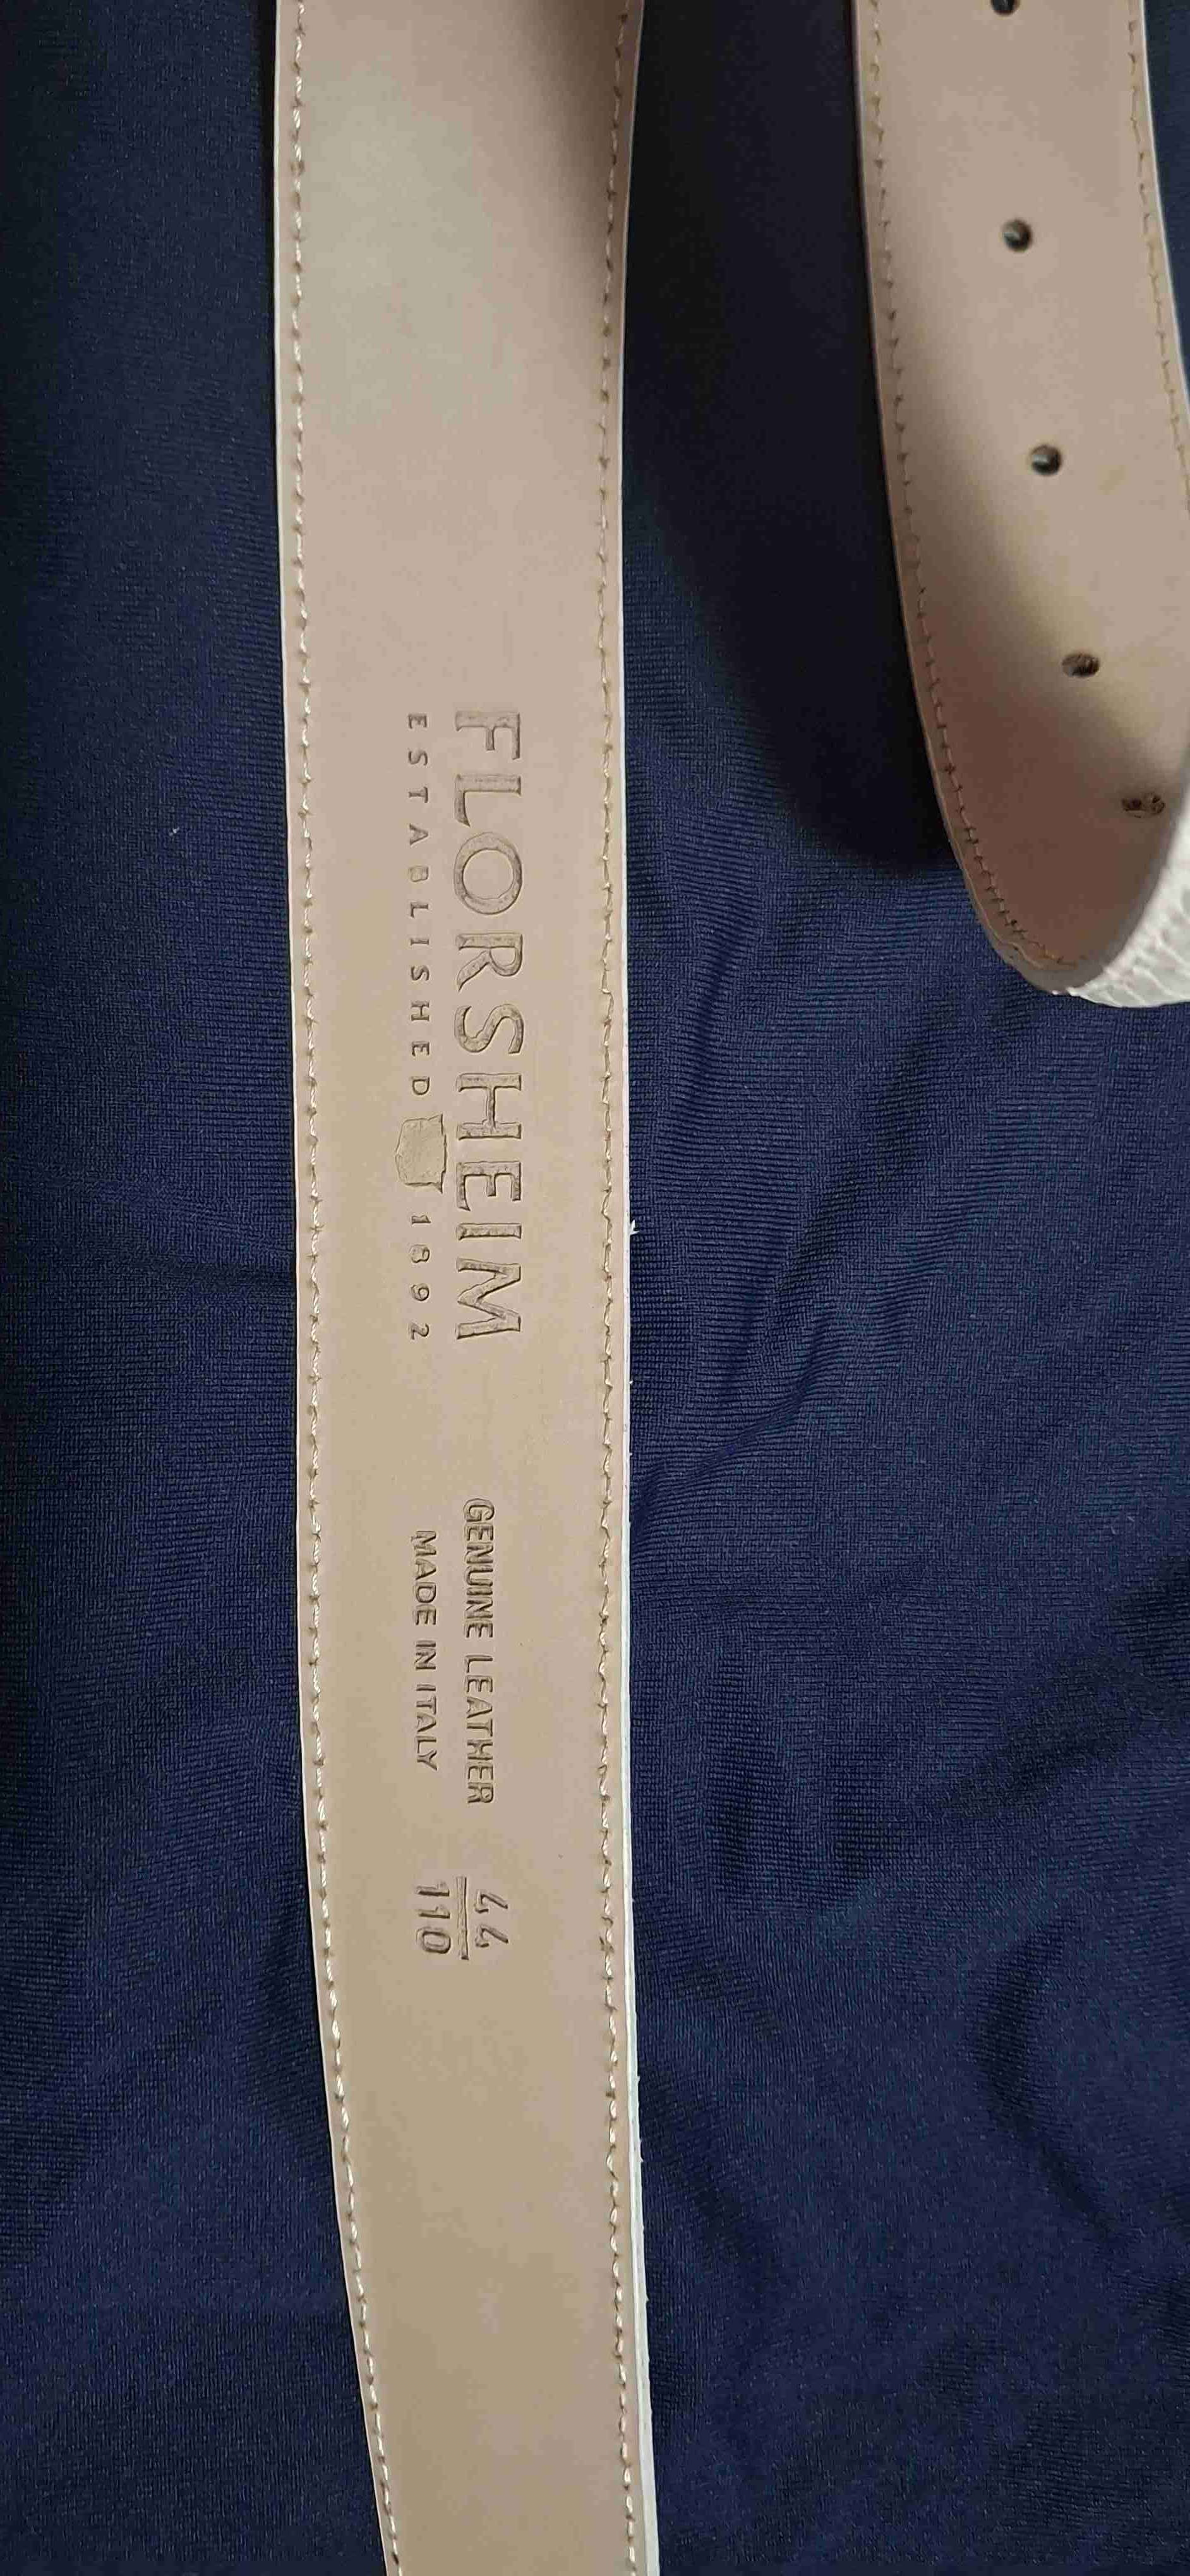 FLORSHEIM
ESTABLISHED 1892
GENUINE LEATHER
MADE IN ITALY
44
110